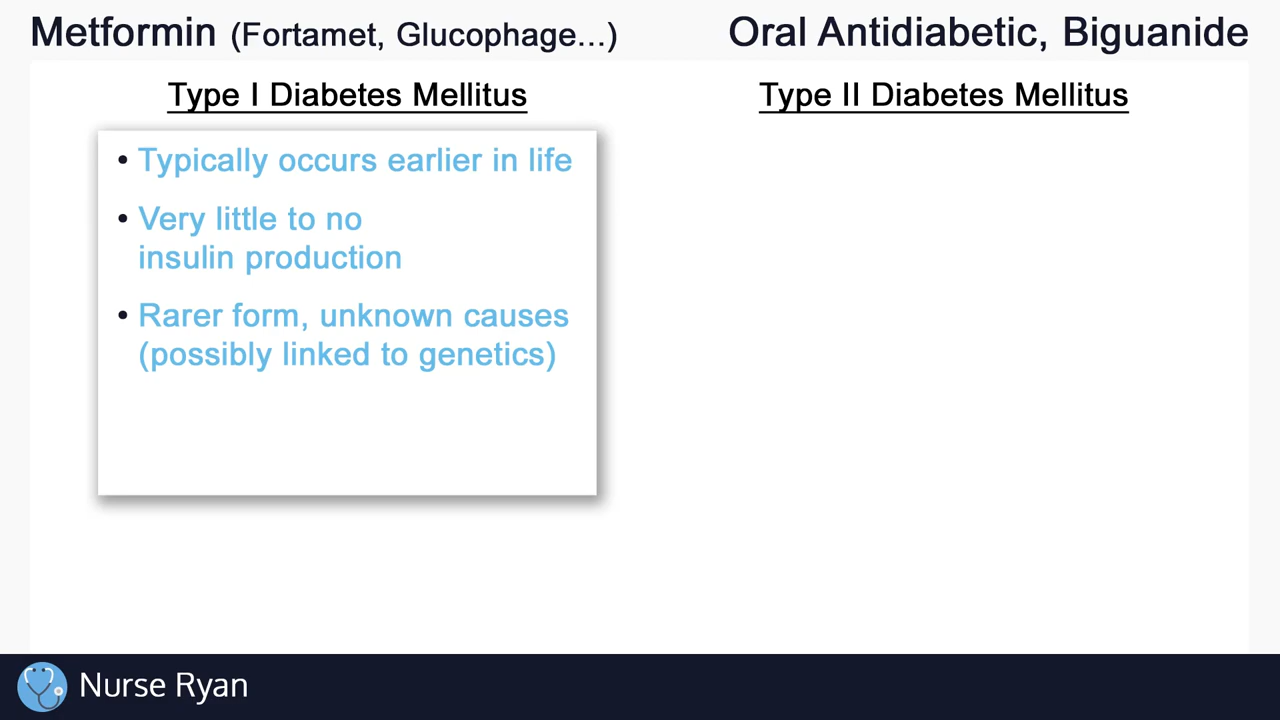 Metformin (Fortamet, Glucophage...)
Oral Antidiabetic, Biguanide
Type I Diabetes Mellitus
• Typically occurs earlier in life
• Very little to no
insulin production
• Rarer form, unknown causes
(possibly linked to genetics)
Type II Diabetes Mellitus
Nurse Ryan